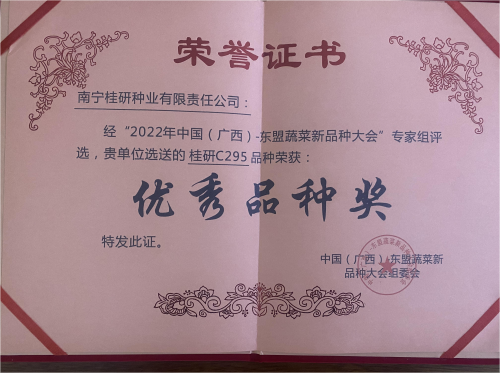 荣誉证书
南宁桂研种业有限责任公司：
经“2022年中国（广西）-东盟蔬菜新品种大会”专家组评
选，贵单位选送的 桂研C295 品种荣获：
优秀品种奖
特发此证。
中国（广西）-东盟蔬菜新
品种大会组委会